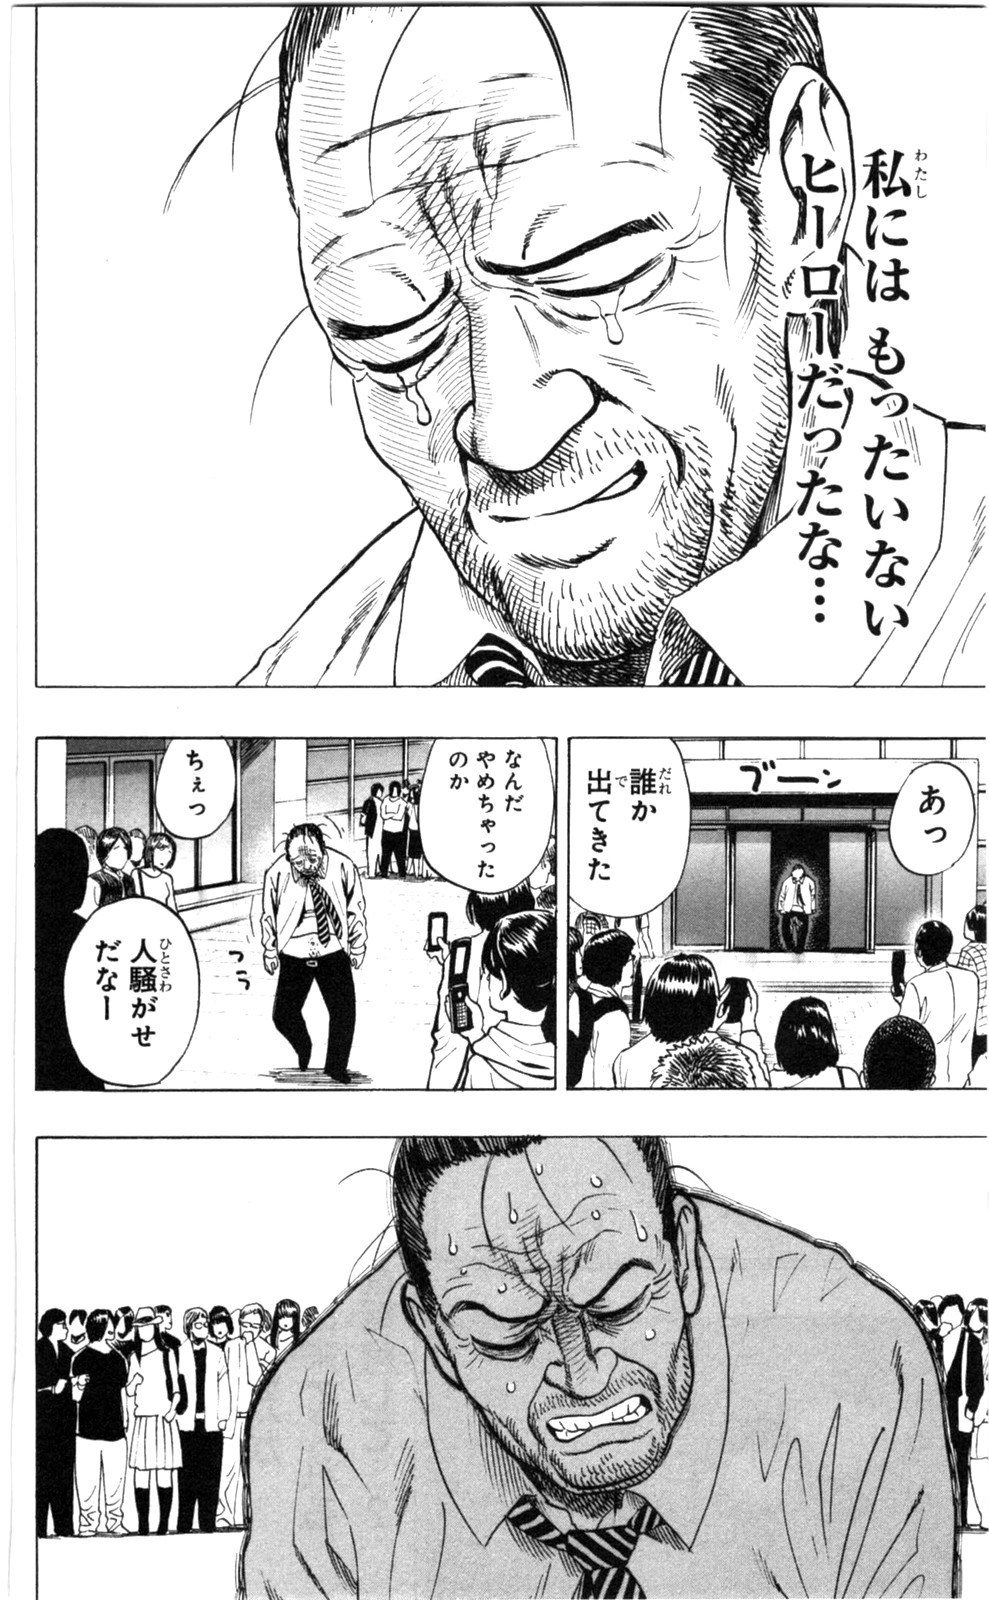 私には もったいない
ヒーローだったな…
あっ
ブーン
誰か
出てきた
なんだ
やめちゃった
のか
ちぇっ
フラ
人騒がせ
だなー